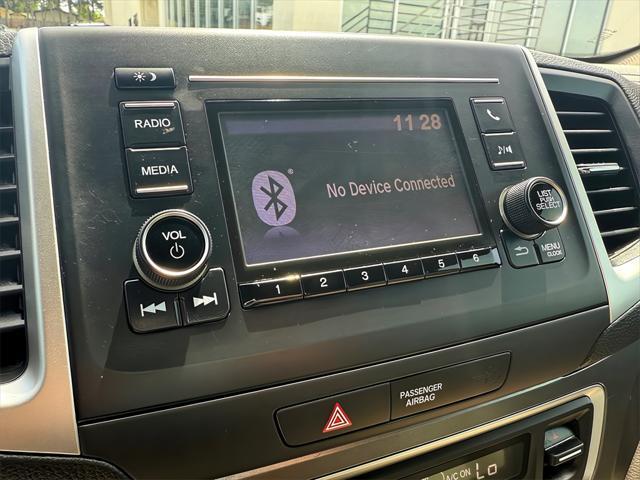 RADIO
MEDIA
VOL
11 28
®
No Device Connected
LIST
PUSH
SELECT
MENU
CLOCK
1 2 3 4 5 6
PASSENGER
AIRBAG
A/C ON Lo